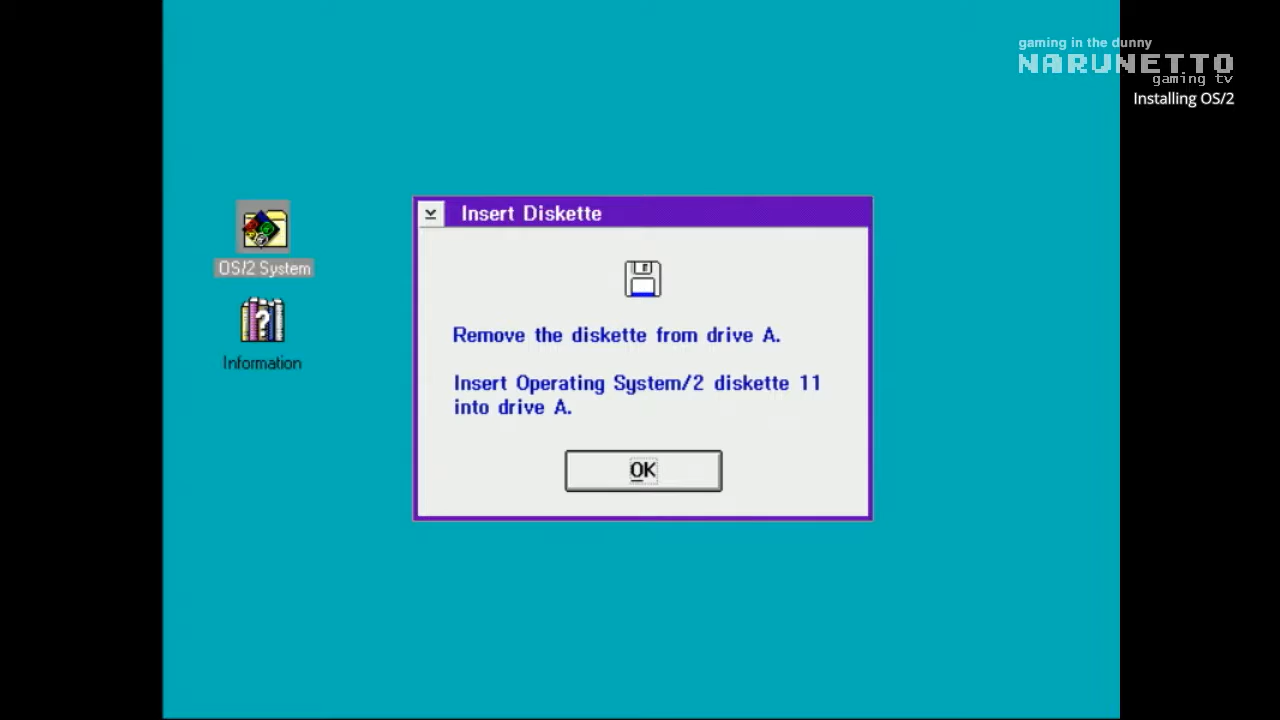 gaming in the dunny
NARUNETTO
gaming tv
Installing OS/2
Insert Diskette
OS/2 System
Information
Remove the diskette from drive A.
Insert Operating System/2 diskette 11
into drive A.
OK